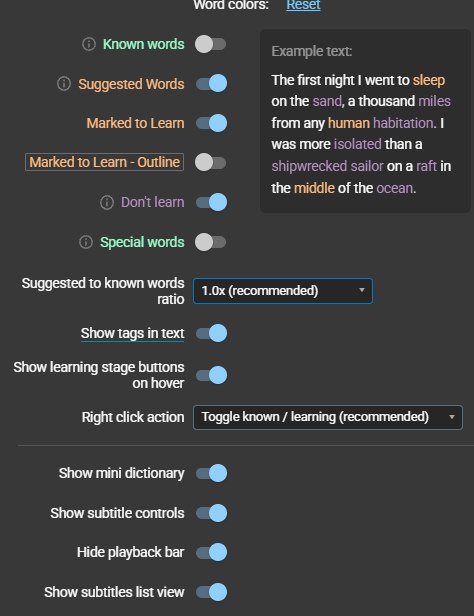 Word colors: Reset
Known words
Suggested Words
Marked to Learn
Marked to Learn - Outline
Don't learn
Special words
Example text:
The first night I went to sleep
on the sand, a thousand miles
from any human habitation. I
was more isolated than a
shipwrecked sailor on a raft in
the middle of the ocean.
Suggested to known words
ratio
1.0x (recommended)
Show tags in text
Show learning stage buttons
on hover
Right click action
Toggle known / learning (recommended)
Show mini dictionary
Show subtitle controls
Hide playback bar
Show subtitles list view